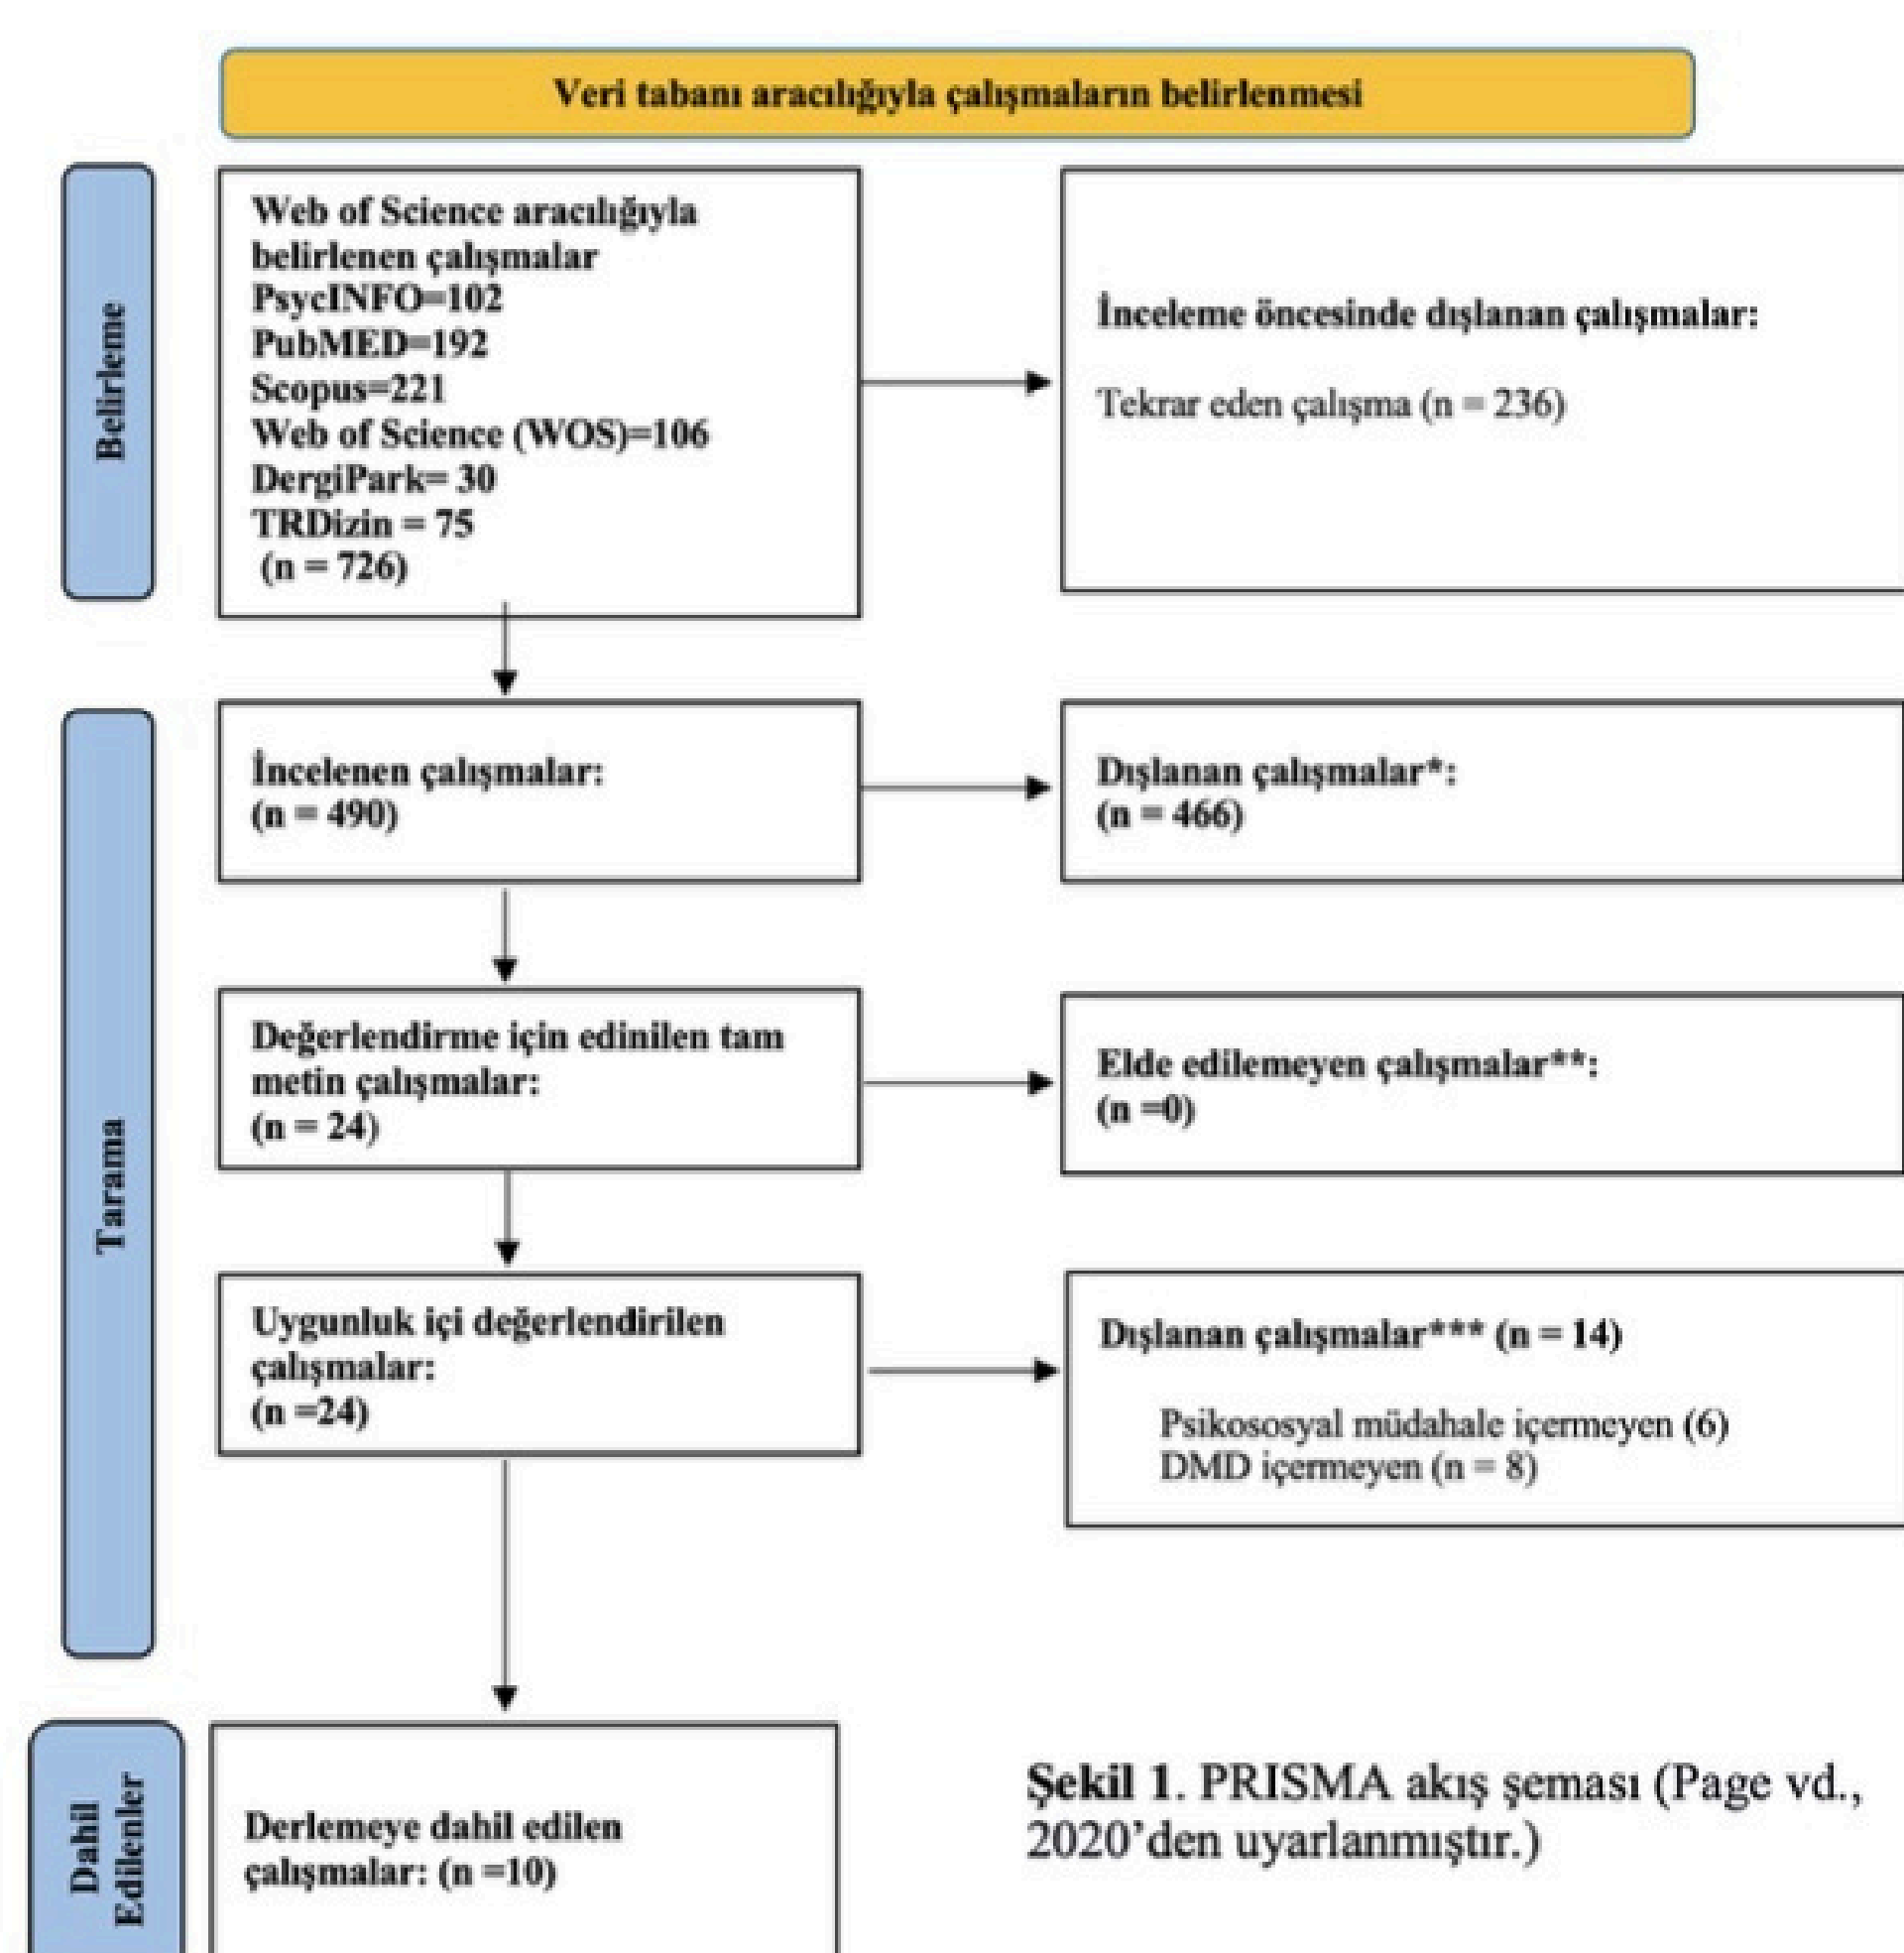 Veri tabanı aracılığıyla çalışmaların belirlenmesi
Belirleme
Web of Science aracılığıyla
belirlenen çalışmalar
PsycINFO=102
PubMED=192
Scopus=221
Web of Science (WOS)=106
DergiPark= 30
TRDizin = 75
(n = 726)
İnceleme öncesinde dışlanan çalışmalar:
Tekrar eden çalışma (n = 236)
Tarama
İncelenen çalışmalar:
(n = 490)
Dışlanan çalışmalar*:
(n = 466)
Değerlendirme için edinilen tam
metin çalışmalar:
(n = 24)
Elde edilemeyen çalışmalar**:
(n =0)
Uygunluk içi değerlendirilen
çalışmalar:
(n =24)
Dışlanan çalışmalar*** (n = 14)
Psikososyal müdahale içermeyen (6)
DMD içermeyen (n = 8)
Dahil
Edilenler
Derlemeye dahil edilen
çalışmalar: (n =10)
Şekil 1. PRISMA akış şeması (Page vd.,
2020’den uyarlanmıştır.)